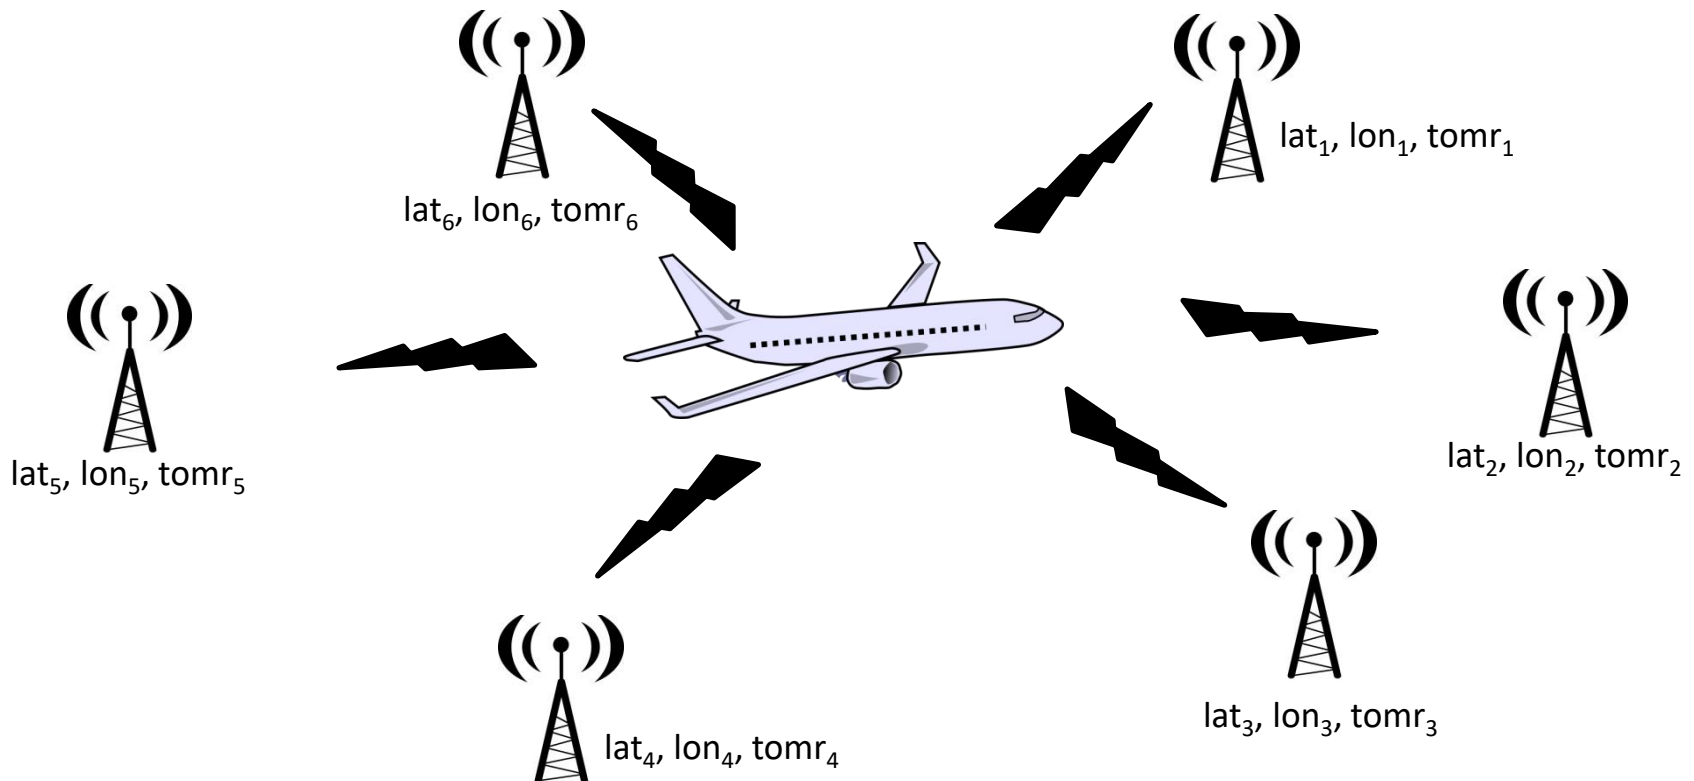 lat₁, lon₁, tomr₁
lat₆, lon₆, tomr₆
lat₂, lon₂, tomr₂
lat₅, lon₅, tomr₅
lat₃, lon₃, tomr₃
lat₄, lon₄, tomr₄